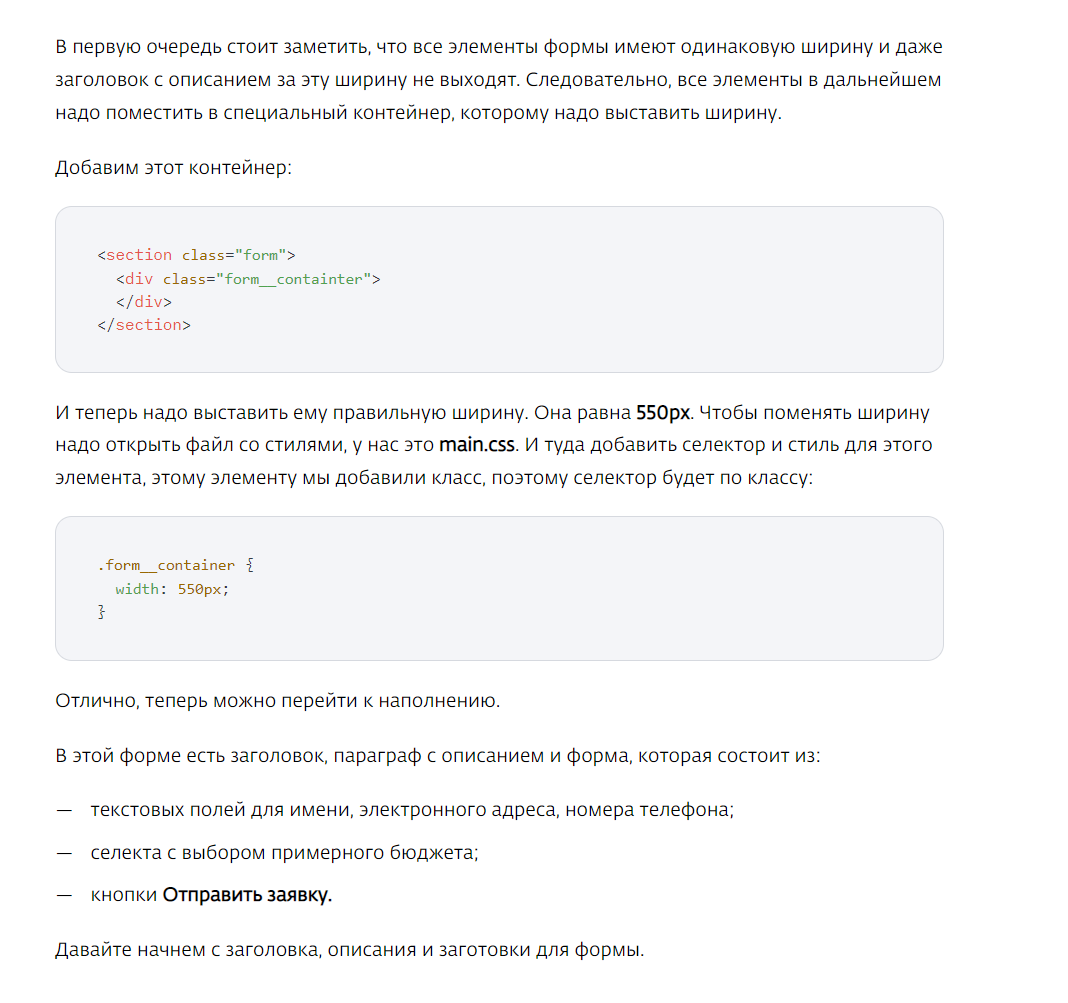 В первую очередь стоит заметить, что все элементы формы имеют одинаковую ширину и даже
заголовок с описанием за эту ширину не выходят. Следовательно, все элементы в дальнейшем
надо поместить в специальный контейнер, которому надо выставить ширину.
Добавим этот контейнер:
<section class="form">
  <div class="form__containter">
  </div>
</section>
И теперь надо выставить ему правильную ширину. Она равна 550px. Чтобы поменять ширину
надо открыть файл со стилями, у нас это main.css. И туда добавить селектор и стиль для этого
элемента, этому элементу мы добавили класс, поэтому селектор будет по классу:
.form__container {
  width: 550px;
}
Отлично, теперь можно перейти к наполнению.
В этой форме есть заголовок, параграф с описанием и форма, которая состоит из:
— текстовых полей для имени, электронного адреса, номера телефона;
— селекта с выбором примерного бюджета;
— кнопки Отправить заявку.
Давайте начнем с заголовка, описания и заготовки для формы.